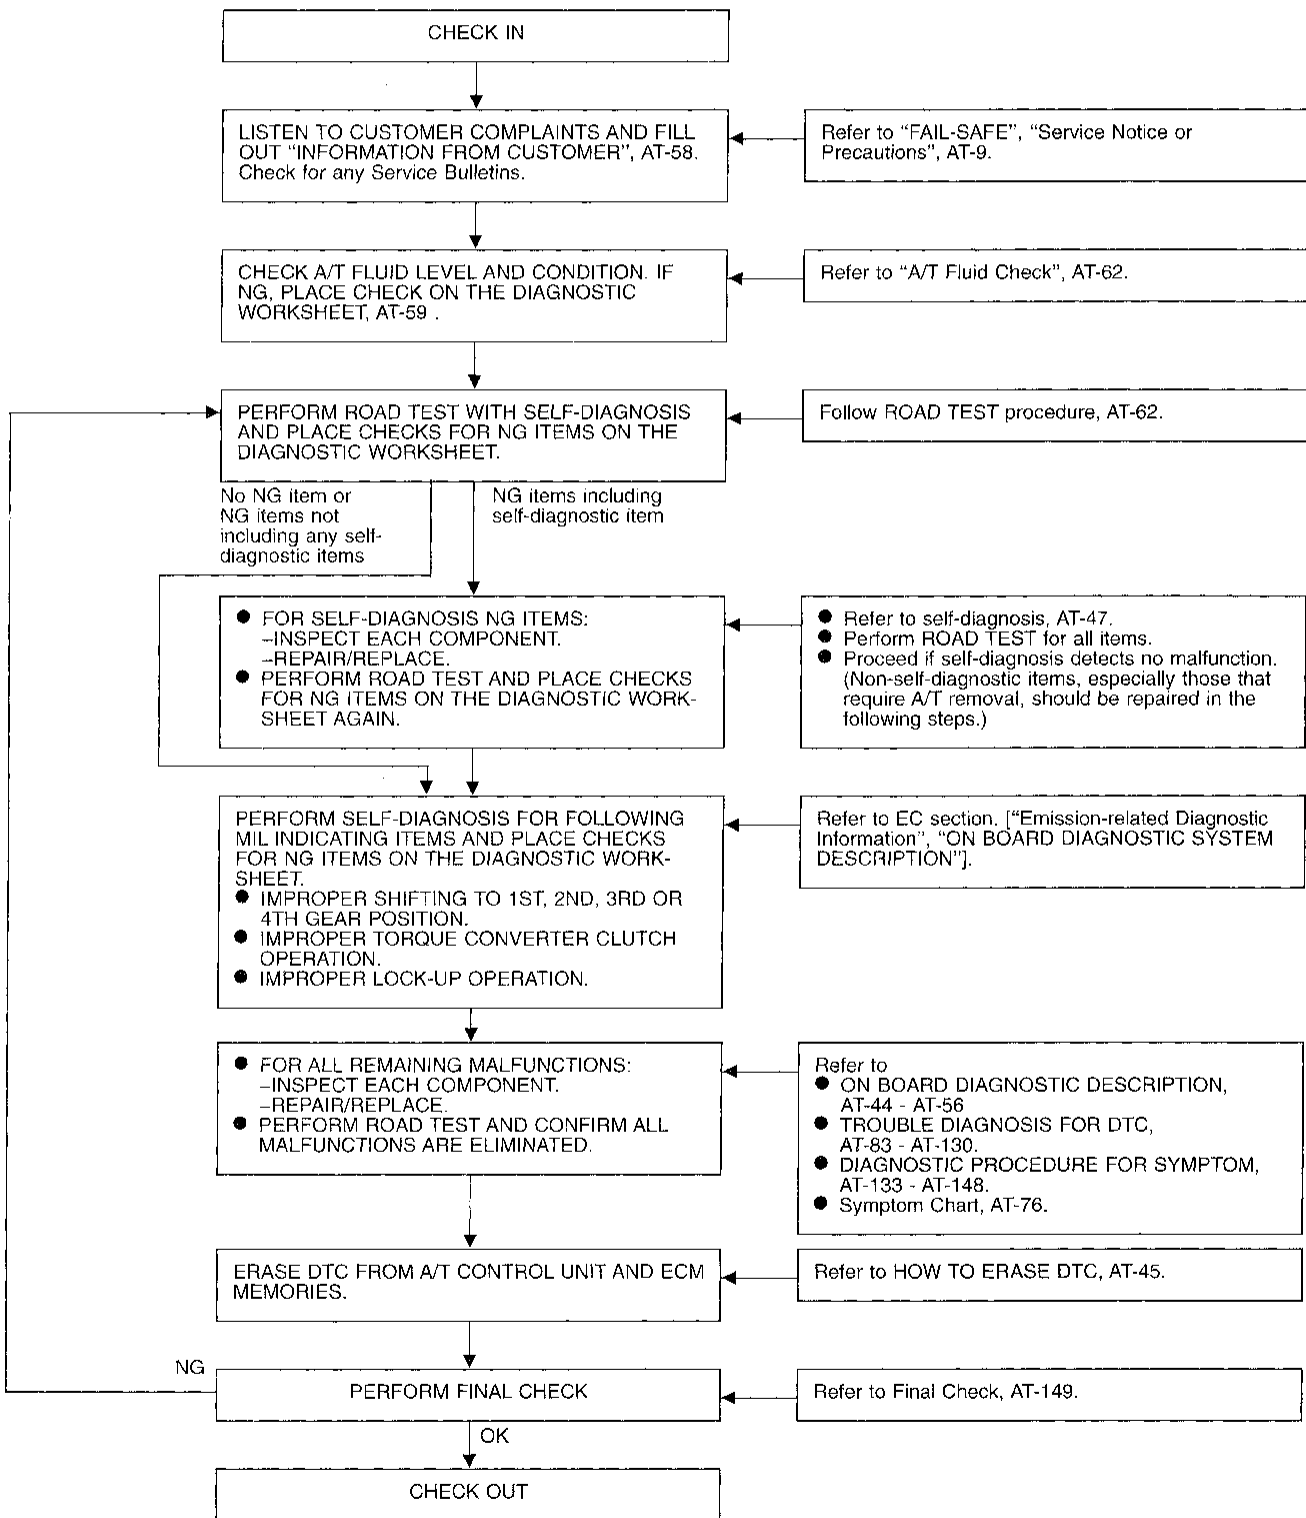 CHECK IN
LISTEN TO CUSTOMER COMPLAINTS AND FILL
OUT “INFORMATION FROM CUSTOMER”, AT-58.
Check for any Service Bulletins.
Refer to “FAIL-SAFE”, “Service Notice or
Precautions”, AT-9.
CHECK A/T FLUID LEVEL AND CONDITION. IF
NG, PLACE CHECK ON THE DIAGNOSTIC
WORKSHEET, AT-59 .
Refer to “A/T Fluid Check”, AT-62.
PERFORM ROAD TEST WITH SELF-DIAGNOSIS
AND PLACE CHECKS FOR NG ITEMS ON THE
DIAGNOSTIC WORKSHEET.
Follow ROAD TEST procedure, AT-62.
No NG item or
NG items not
including any self-
diagnostic items
NG items including
self-diagnostic item
● FOR SELF-DIAGNOSIS NG ITEMS:
–INSPECT EACH COMPONENT.
–REPAIR/REPLACE.
● PERFORM ROAD TEST AND PLACE CHECKS
FOR NG ITEMS ON THE DIAGNOSTIC WORK-
SHEET AGAIN.
● Refer to self-diagnosis, AT-47.
● Perform ROAD TEST for all items.
● Proceed if self-diagnosis detects no malfunction.
(Non-self-diagnostic items, especially those that
require A/T removal, should be repaired in the
following steps.)
PERFORM SELF-DIAGNOSIS FOR FOLLOWING
MIL INDICATING ITEMS AND PLACE CHECKS
FOR NG ITEMS ON THE DIAGNOSTIC WORK-
SHEET.
● IMPROPER SHIFTING TO 1ST, 2ND, 3RD OR
4TH GEAR POSITION.
● IMPROPER TORQUE CONVERTER CLUTCH
OPERATION.
● IMPROPER LOCK-UP OPERATION.
Refer to EC section. [“Emission-related Diagnostic
Information”, “ON BOARD DIAGNOSTIC SYSTEM
DESCRIPTION”].
● FOR ALL REMAINING MALFUNCTIONS:
–INSPECT EACH COMPONENT.
–REPAIR/REPLACE.
● PERFORM ROAD TEST AND CONFIRM ALL
MALFUNCTIONS ARE ELIMINATED.
Refer to
● ON BOARD DIAGNOSTIC DESCRIPTION,
AT-44 - AT-56
● TROUBLE DIAGNOSIS FOR DTC,
AT-83 - AT-130.
● DIAGNOSTIC PROCEDURE FOR SYMPTOM,
AT-133 - AT-148.
● Symptom Chart, AT-76.
ERASE DTC FROM A/T CONTROL UNIT AND ECM
MEMORIES.
Refer to HOW TO ERASE DTC, AT-45.
NG
PERFORM FINAL CHECK
Refer to Final Check, AT-149.
OK
CHECK OUT